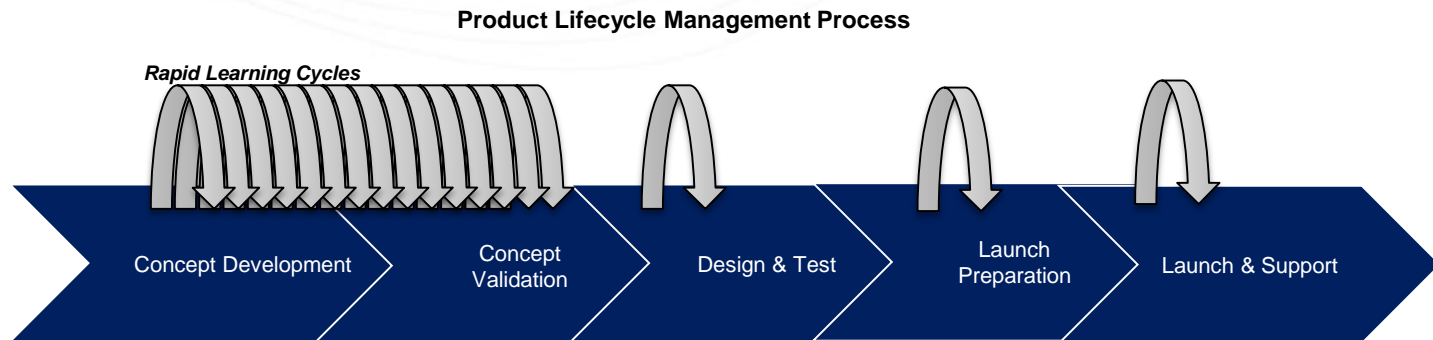 Product Lifecycle Management Process
Rapid Learning Cycles
Concept Development
Concept
Validation
Design & Test
Launch
Preparation
Launch & Support